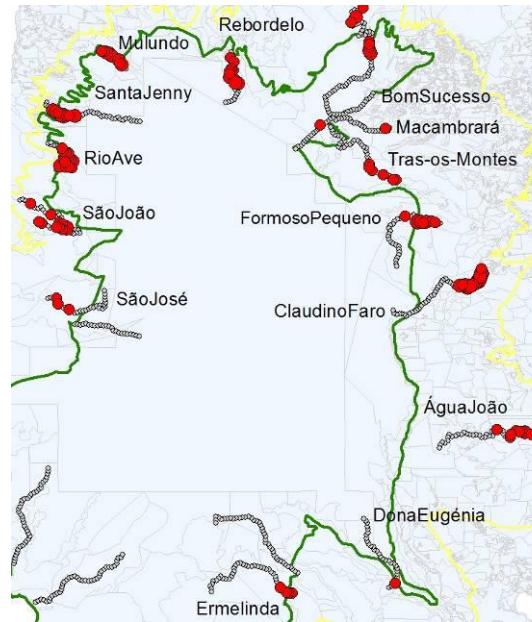 Rebordelo
Mulundo
SantaJenny
BomSucesso
Macambrará
RioAve
Tras-os-Montes
SãoJoão
FormosoPequeno
SãoJosé
ClaudinoFaro
ÁguaJoão
DonaEugénia
Ermelinda